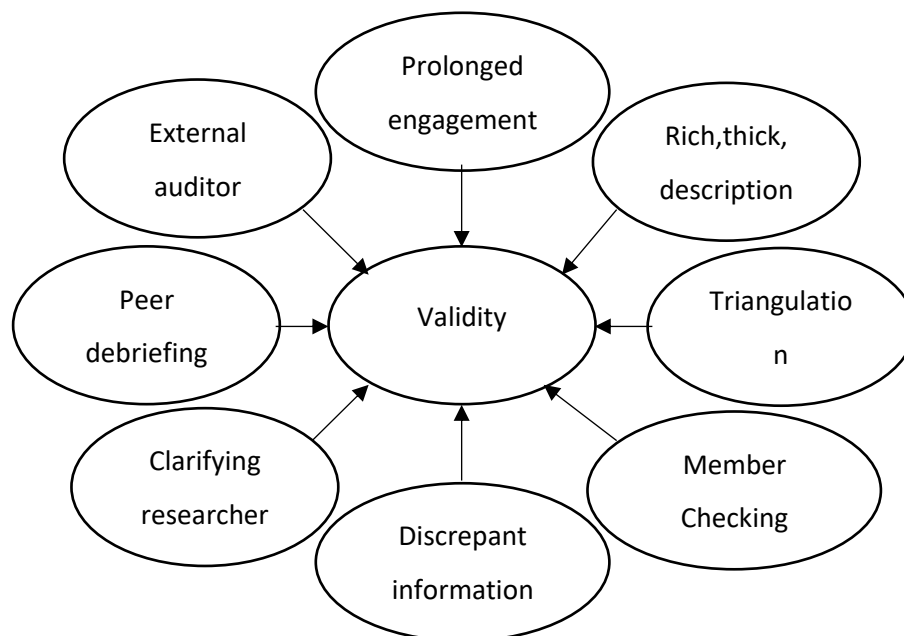 Prolonged
engagement
External
auditor
Rich,thick,
description
Peer
debriefing
Validity
Triangulatio
n
Clarifying
researcher
Member
Checking
Discrepant
information